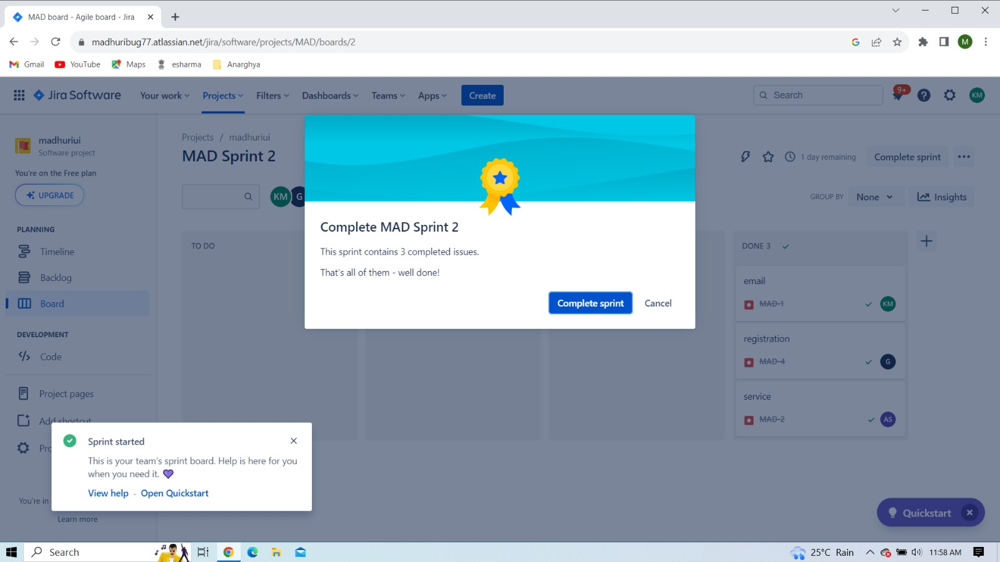 MAD board - Agile board - Jira
madhuribug77.atlassian.net/jira/software/projects/MAD/boards/2
M
Gmail
YouTube
Maps
esharma
Anarghya
Jira Software
Your work
Projects
Filters
Dashboards
Teams
Apps
Create
Search
9+
KM
madhuriui
Software project
You're on the Free plan
UPGRADE
PLANNING
Timeline
Backlog
Board
DEVELOPMENT
Code
Project pages
Add shortcut
You're in
Learn more
Projects / madhuriui
MAD Sprint 2
1 day remaining
Complete sprint
KM
G
GROUP BY
None
Insights
TO DO
DONE 3
email
MAD-1
KM
registration
MAD-4
G
service
MAD-2
AS
Complete MAD Sprint 2
This sprint contains 3 completed issues.
That's all of them - well done!
Complete sprint
Cancel
Sprint started
This is your team's sprint board. Help is here for you
when you need it. 💜
View help · Open Quickstart
Quickstart
Search
25°C Rain
11:58 AM